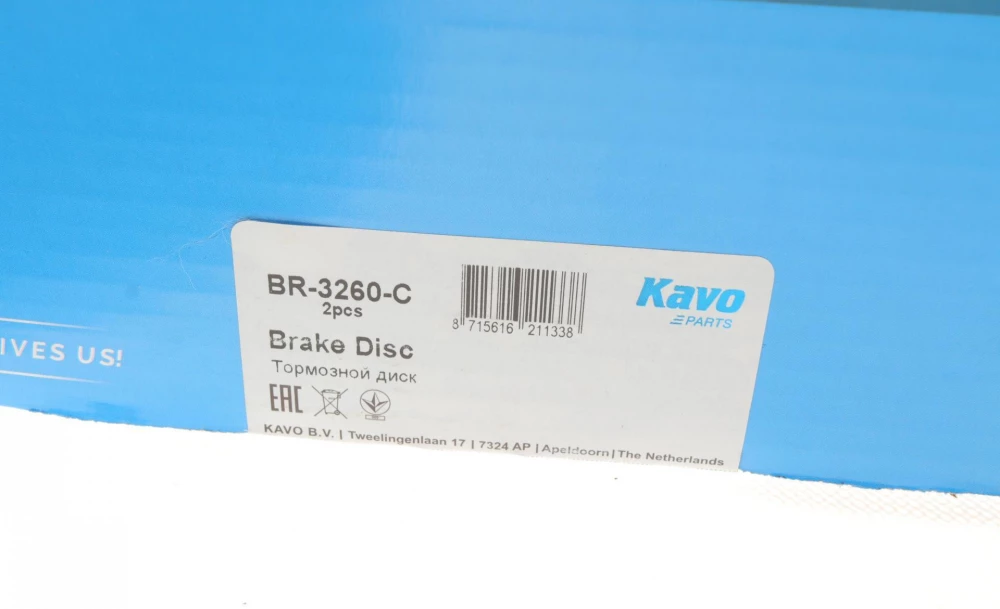 BR-3260-C
2pcs
8 715616 211338
Kavo
PARTS
Brake Disc
Тормозной диск
EAC
KAVO B.V. | Tweelingenlaan 17 | 7324 AP | Apeldoorn | The Netherlands
US!